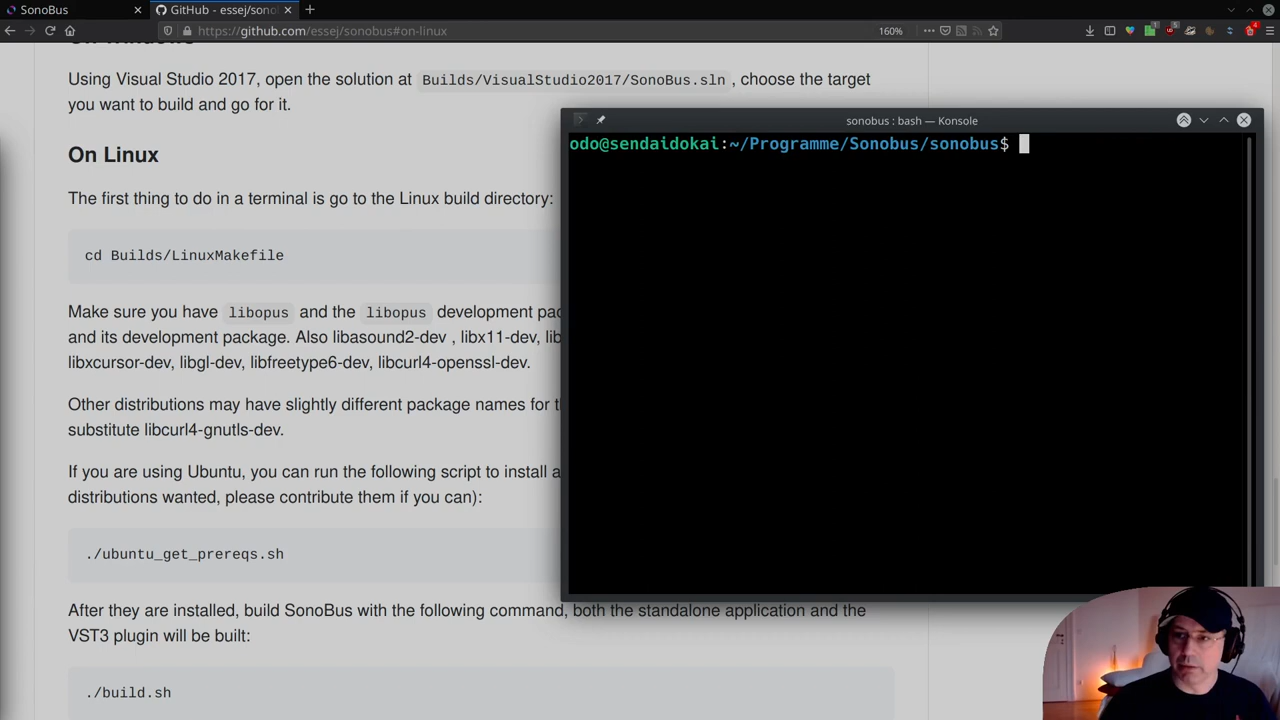 SonoBus
GitHub - essej/sono
https://github.com/essej/sonobus#on-linux
160%
1
5
4
Using Visual Studio 2017, open the solution at Builds/VisualStudio2017/SonoBus.sln , choose the target
you want to build and go for it.
On Linux
The first thing to do in a terminal is go to the Linux build directory:
cd Builds/LinuxMakefile
Make sure you have libopus and the libopus development pac
and its development package. Also libasound2-dev , libx11-dev, lib
libxcursor-dev, libgl-dev, libfreetype6-dev, libcurl4-openssl-dev.
Other distributions may have slightly different package names for th
substitute libcurl4-gnutls-dev.
If you are using Ubuntu, you can run the following script to install a
distributions wanted, please contribute them if you can):
./ubuntu_get_prereqs.sh
After they are installed, build SonoBus with the following command, both the standalone application and the
VST3 plugin will be built:
./build.sh
sonobus : bash — Konsole
odo@sendaidokai:~/Programme/Sonobus/sonobus$